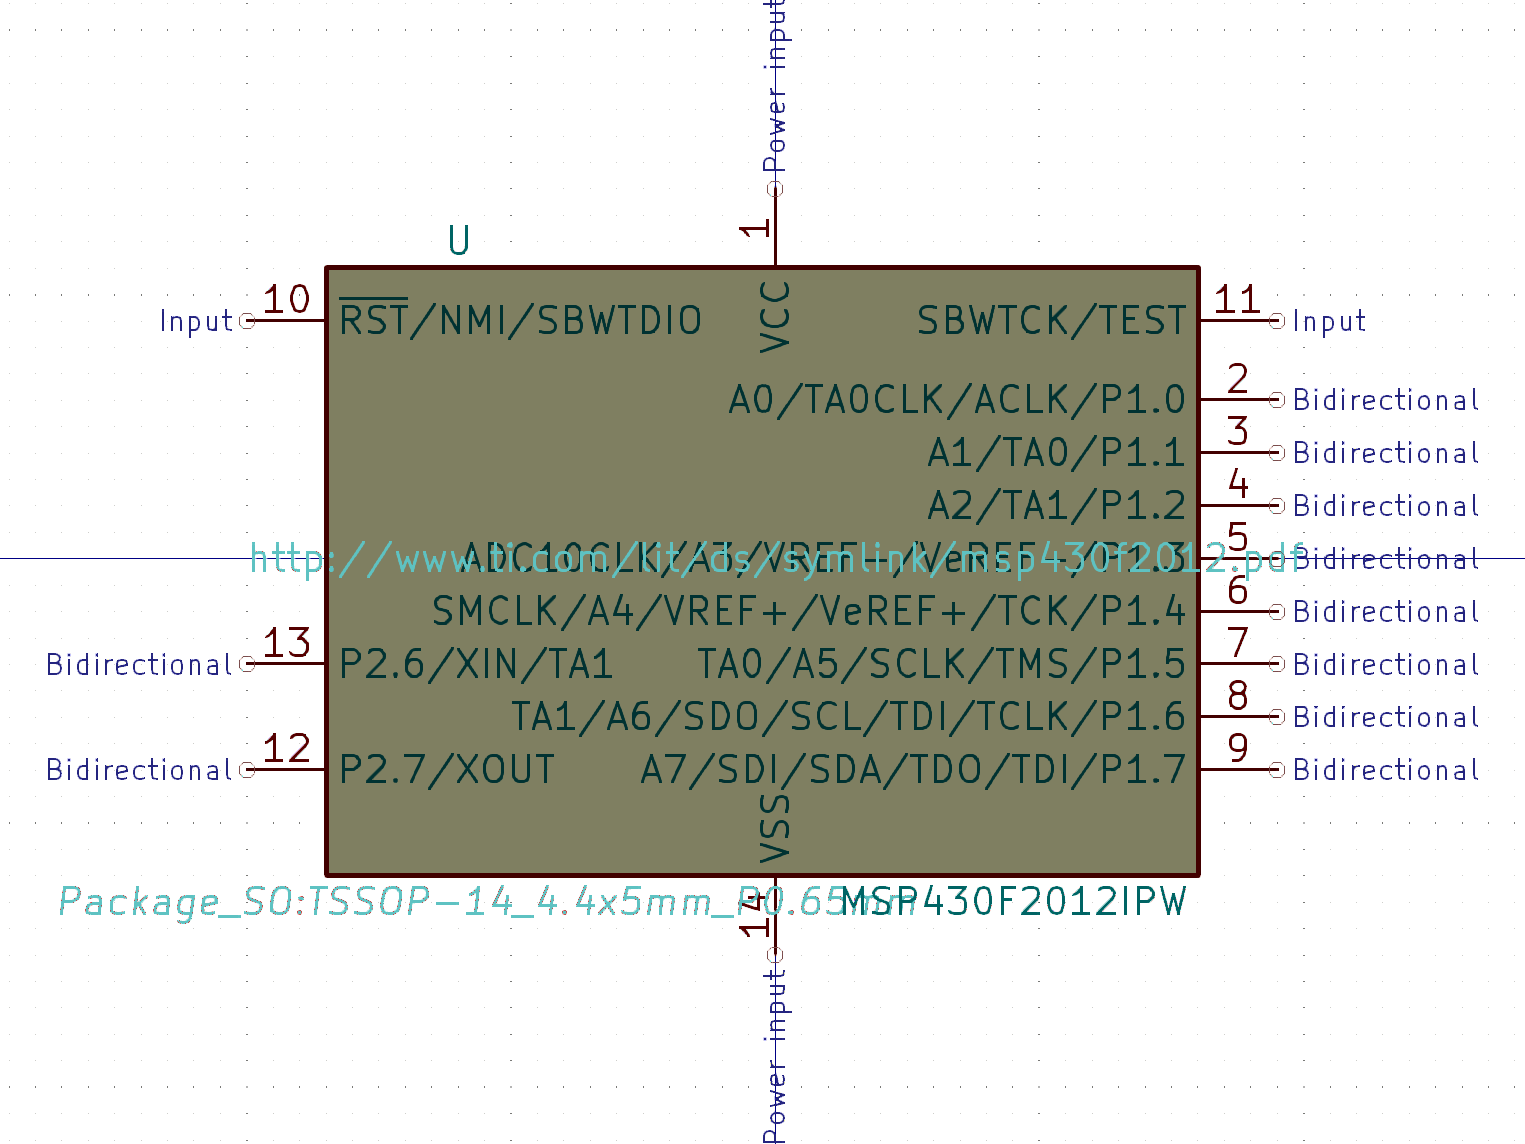 Power input
1
U
VCC
Input 10 RST/NMI/SBWTDIO
SBWTCK/TEST 11 Input
A0/TA0CLK/ACLK/P1.0 2 Bidirectional
A1/TA0/P1.1 3 Bidirectional
A2/TA1/P1.2 4 Bidirectional
ADC10CLK/A3/VREF-/VeREF-/P1.3 5 Bidirectional
http://www.ti.com/lit/ds/symlink/msp430f2012.pdf
SMCLK/A4/VREF+/VeREF+/TCK/P1.4 6 Bidirectional
Bidirectional 13 P2.6/XIN/TA1
TA0/A5/SCLK/TMS/P1.5 7 Bidirectional
TA1/A6/SDO/SCL/TDI/TCLK/P1.6 8 Bidirectional
Bidirectional 12 P2.7/XOUT
A7/SDI/SDA/TDO/TDI/P1.7 9 Bidirectional
VSS
Package_SO:TSSOP-14_4.4x5mm_P0.65mm
MSP430F2012IPW
14
Power input